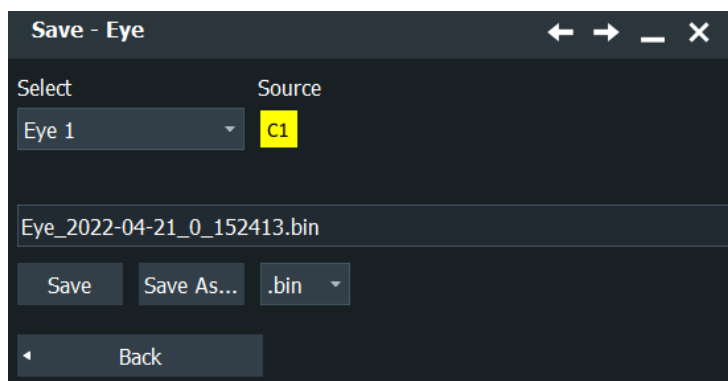 Save - Eye
Select Source
Eye 1 C1
Eye_2022-04-21_0_152413.bin
Save Save As... .bin
Back